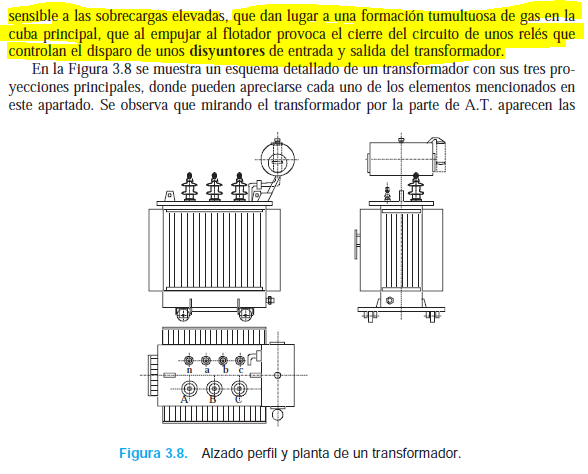 sensible a las sobrecargas elevadas, que dan lugar a una formación tumultuosa de gas en la
cuba principal, que al empujar al flotador provoca el cierre del circuito de unos relés que
controlan el disparo de unos disyuntores de entrada y salida del transformador.
En la Figura 3.8 se muestra un esquema detallado de un transformador con sus tres pro-
yecciones principales, donde pueden apreciarse cada uno de los elementos mencionados en
este apartado. Se observa que mirando el transformador por la parte de A.T. aparecen las
n a b c
A B C
Figura 3.8. Alzado perfil y planta de un transformador.